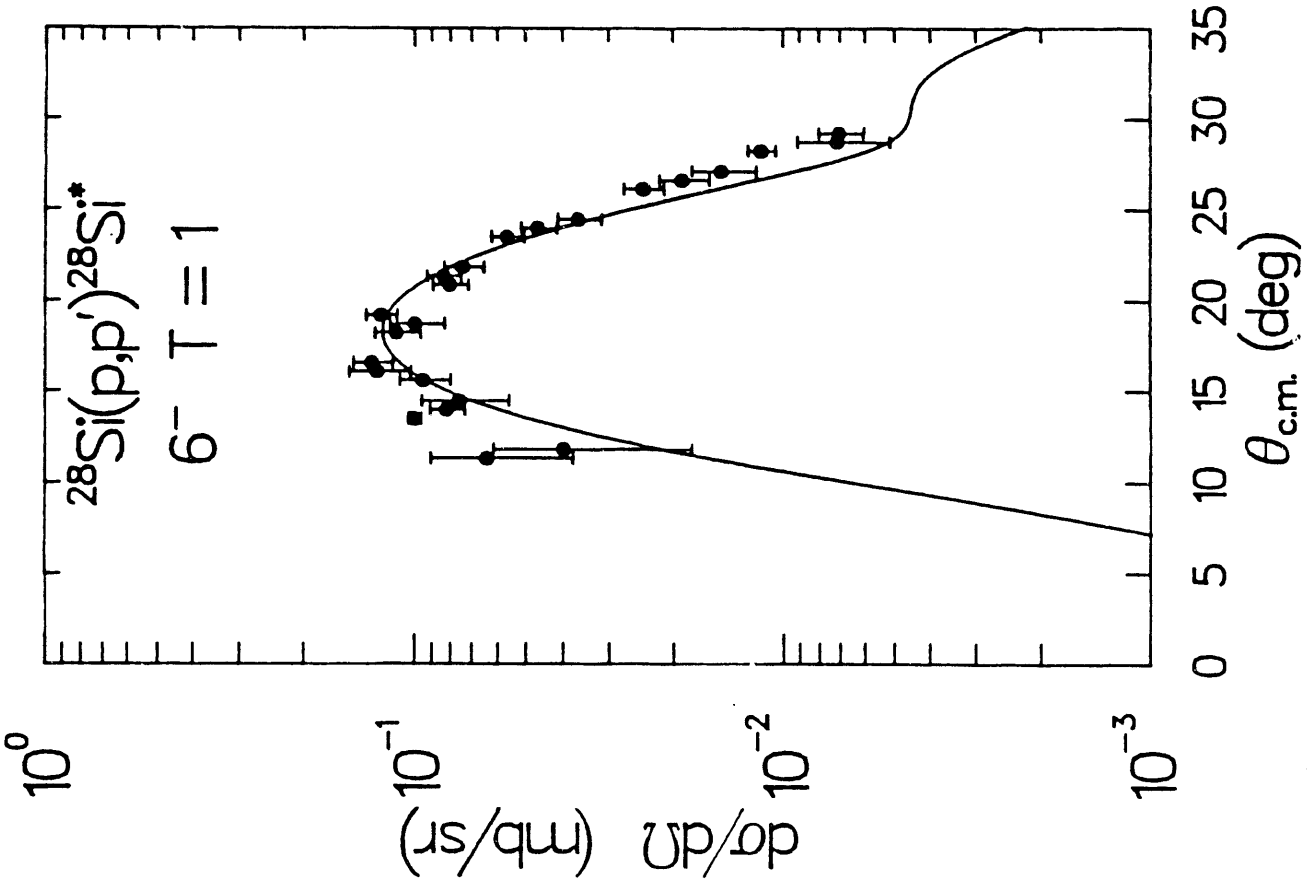 ²⁸Si(p,p')²⁸Si*
6⁻ T = 1
dσ/dΩ (mb/sr)
10⁰
10⁻¹
10⁻²
10⁻³
0 5 10 15 20 25 30 35
θc.m. (deg)